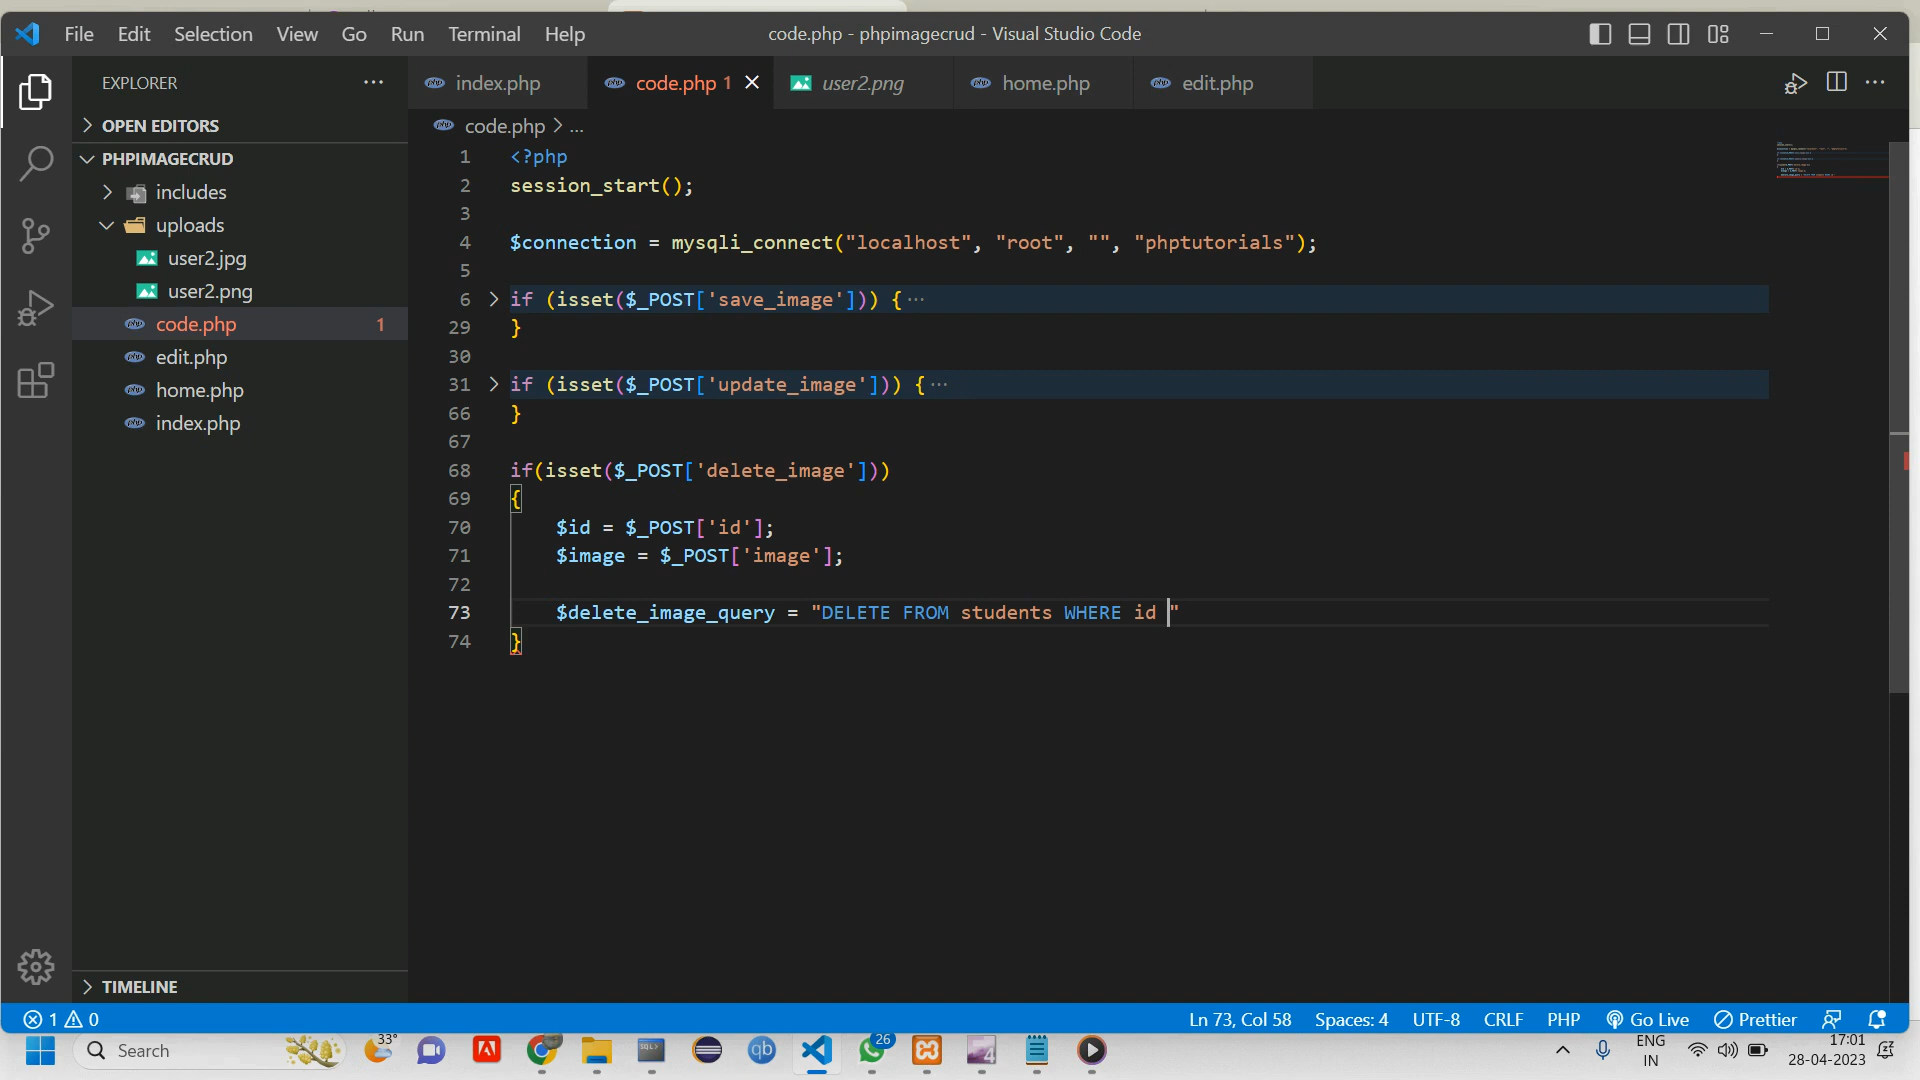 File Edit Selection View Go Run Terminal Help
code.php - phpimagecrud - Visual Studio Code
EXPLORER
index.php
code.php 1
user2.png
home.php
edit.php
OPEN EDITORS
PHPIMAGECRUD
includes
uploads
user2.jpg
user2.png
code.php 1
edit.php
home.php
index.php
TIMELINE
code.php > ...
1 <?php
2 session_start();
3
4 $connection = mysqli_connect("localhost", "root", "", "phptutorials");
5
6 if (isset($_POST['save_image'])) { ...
29 }
30
31 if (isset($_POST['update_image'])) { ...
66 }
67
68 if(isset($_POST['delete_image']))
69 {
70 $id = $_POST['id'];
71 $image = $_POST['image'];
72
73 $delete_image_query = "DELETE FROM students WHERE id "
74 }
1 0
Ln 73, Col 58 Spaces: 4 UTF-8 CRLF PHP Go Live Prettier
Search
33°
26
ENG
IN
17:01
28-04-2023